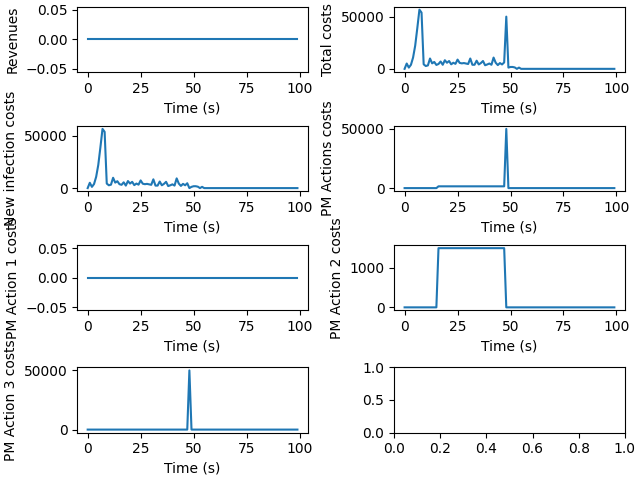 Revenues
0.05
0.00
−0.05
0 25 50 75 100
Time (s)
Total costs
50000
0
0 25 50 75 100
Time (s)
New infection costs
50000
0
0 25 50 75 100
Time (s)
PM Actions costs
50000
0
0 25 50 75 100
Time (s)
PM Action 1 costs
0.05
0.00
−0.05
0 25 50 75 100
Time (s)
PM Action 2 costs
1000
0
0 25 50 75 100
Time (s)
PM Action 3 costs
50000
0
0 25 50 75 100
Time (s)
1.0
0.5
0.0
0.0 0.2 0.4 0.6 0.8 1.0